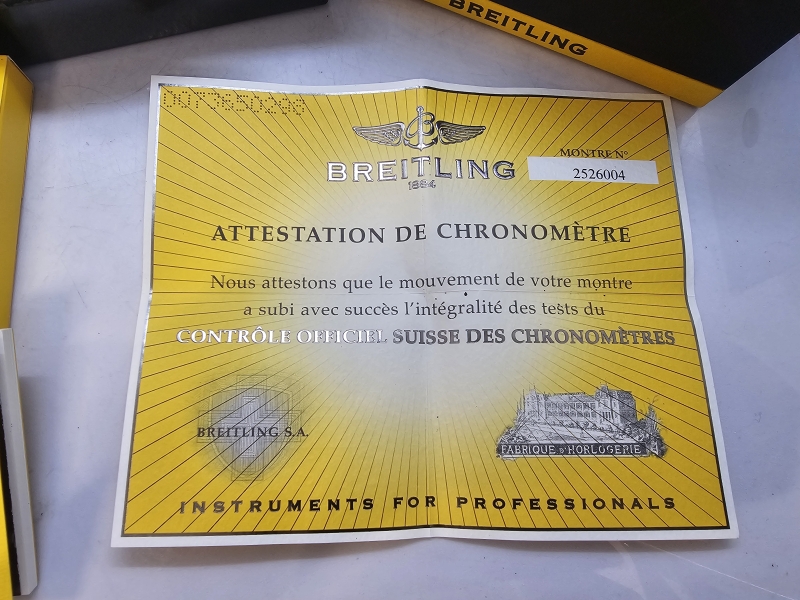 BREITLING
0073650298
BREITLING
1884
MONTRE N°
2526004
ATTESTATION DE CHRONOMÈTRE
Nous attestons que le mouvement de votre montre
a subi avec succès l'intégralité des tests du
CONTRÔLE OFFICIEL SUISSE DES CHRONOMÈTRES
BREITLING S.A.
FABRIQUE D'HORLOGERIE
INSTRUMENTS FOR PROFESSIONALS